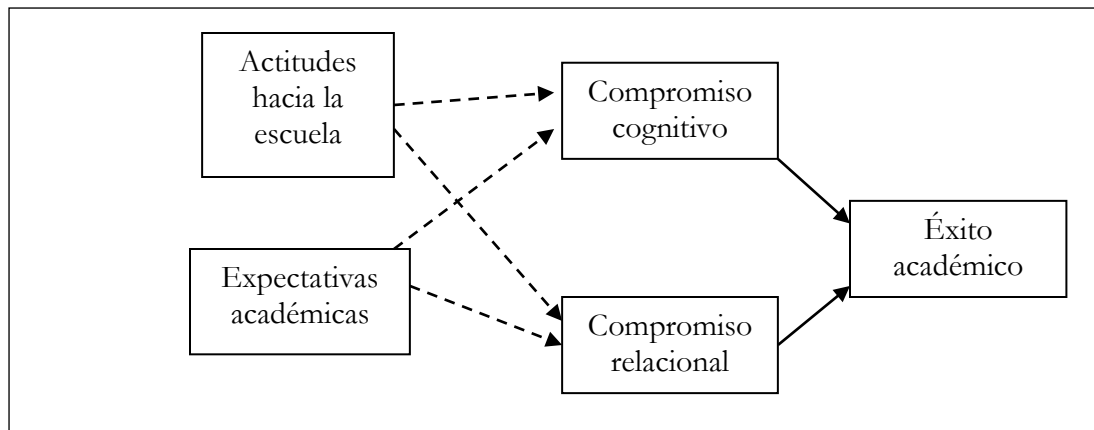 Actitudes
hacia la
escuela
Compromiso
cognitivo
Éxito
académico
Expectativas
académicas
Compromiso
relacional